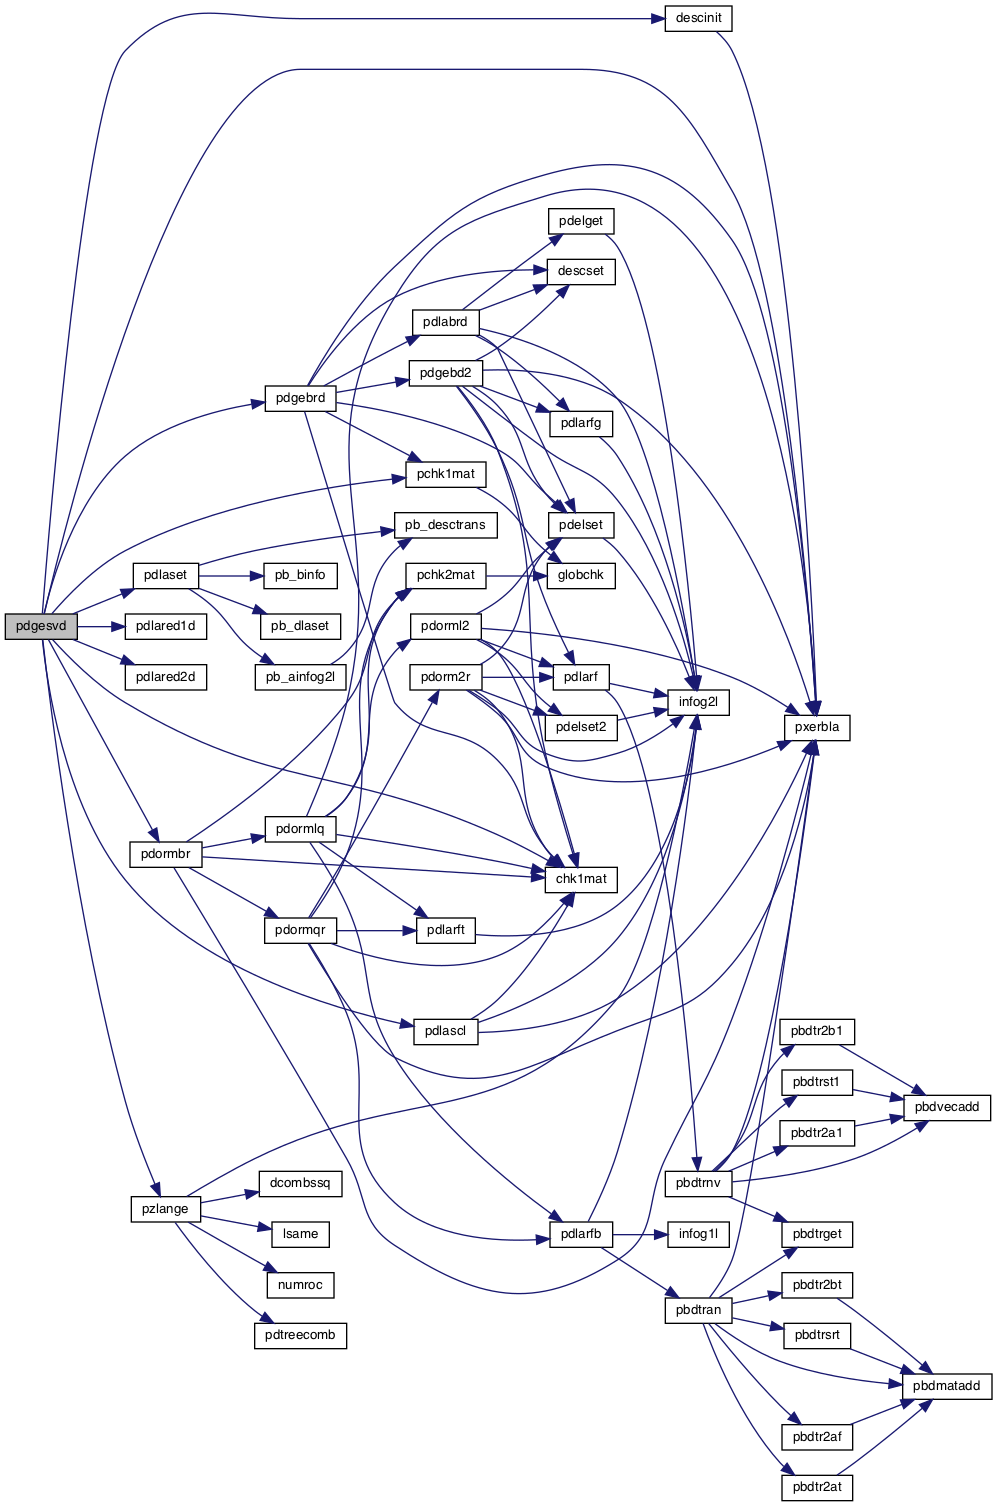 descinit
pdelget
descset
pdlabrd
pdgebd2
pdgebrd
pdlarfg
pchk1mat
pb_desctrans
pdelset
pdlaset
pb_binfo
pchk2mat
globchk
pdgesvd
pdlared1d
pb_dlaset
pdorml2
pdlared2d
pb_ainfog2l
pdorm2r
pdlarf
infog2l
pdelset2
pxerbla
pdormlq
pdormbr
chk1mat
pdormqr
pdlarft
pdlascl
pbdtr2b1
pbdtrst1
pbdvecadd
pbdtr2a1
dcombssq
pbdtrnv
pzlange
lsame
pdlarfb
infog1l
pbdtrget
numroc
pbdtr2bt
pbdtran
pdtreecomb
pbdtrsrt
pbdmatadd
pbdtr2af
pbdtr2at